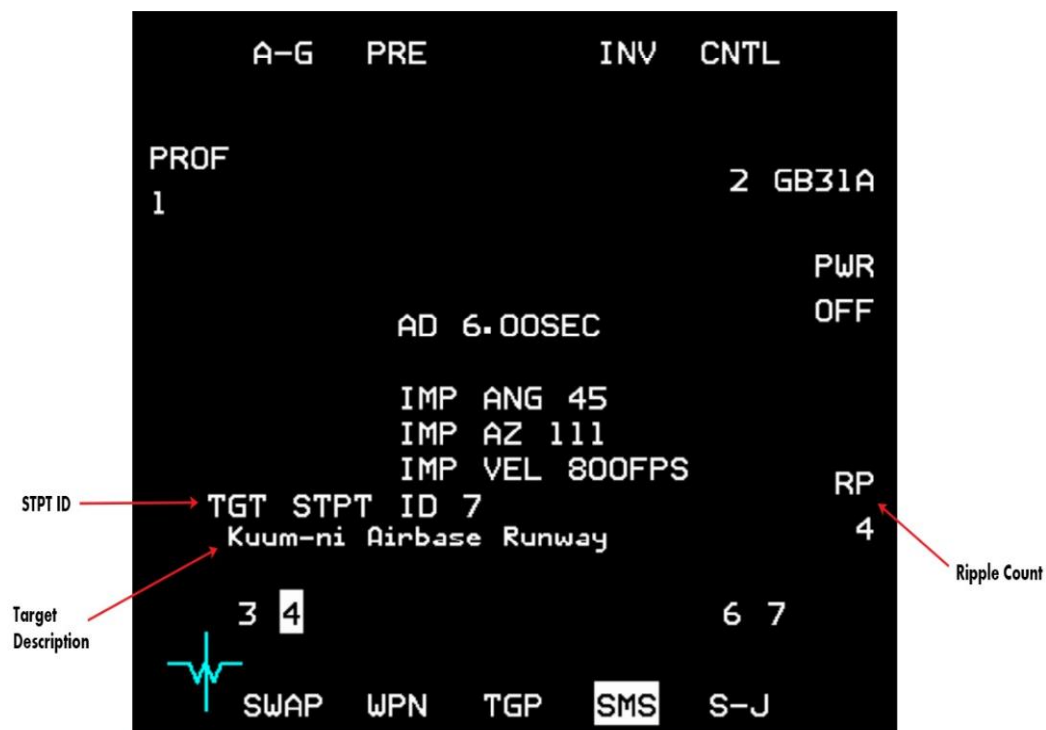 A-G PRE INV CNTL
PROF
1
2 GB31A
PWR
OFF
AD 6.00SEC
IMP ANG 45
IMP AZ 111
IMP VEL 800FPS
RP
4
STPT ID
TGT STPT ID 7
Kuum-ni Airbase Runway
Ripple Count
Target
Description
3 4 6 7
SWAP WPN TGP SMS S-J